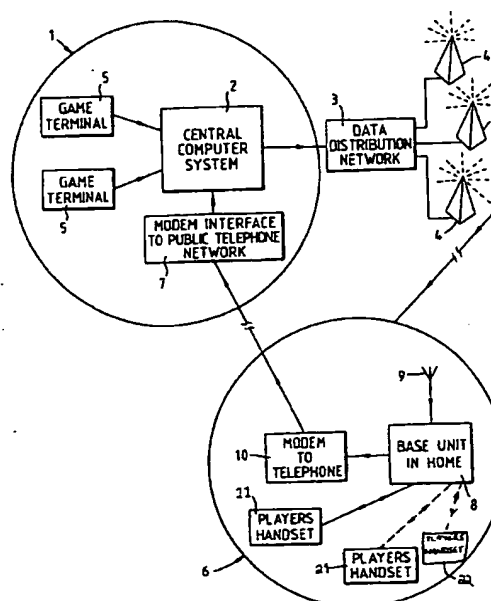 1
5
GAME
TERMINAL
5
GAME
TERMINAL
2
CENTRAL
COMPUTER
SYSTEM
3
DATA
DISTRIBUTION
NETWORK
4
4
MODEM INTERFACE
TO PUBLIC TELEPHONE
NETWORK
7
9
10
MODEM
TO
TELEPHONE
BASE UNIT
IN HOME
8
PLAYERS
HANDSET
PLAYERS
HANDSET
PLAYERS
HANDSET
22
6